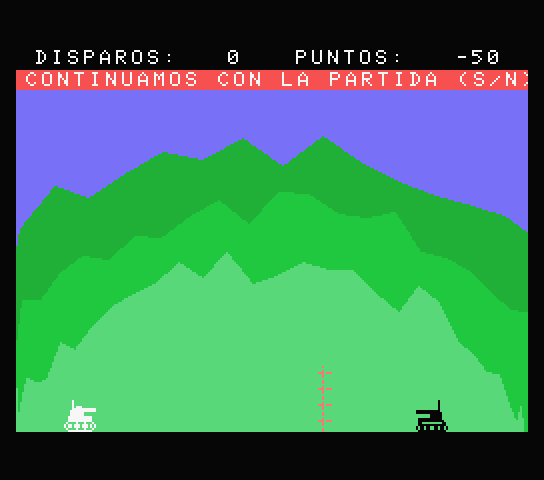 DISPAROS: 0 PUNTOS: -50
CONTINUAMOS CON LA PARTIDA (S/N)